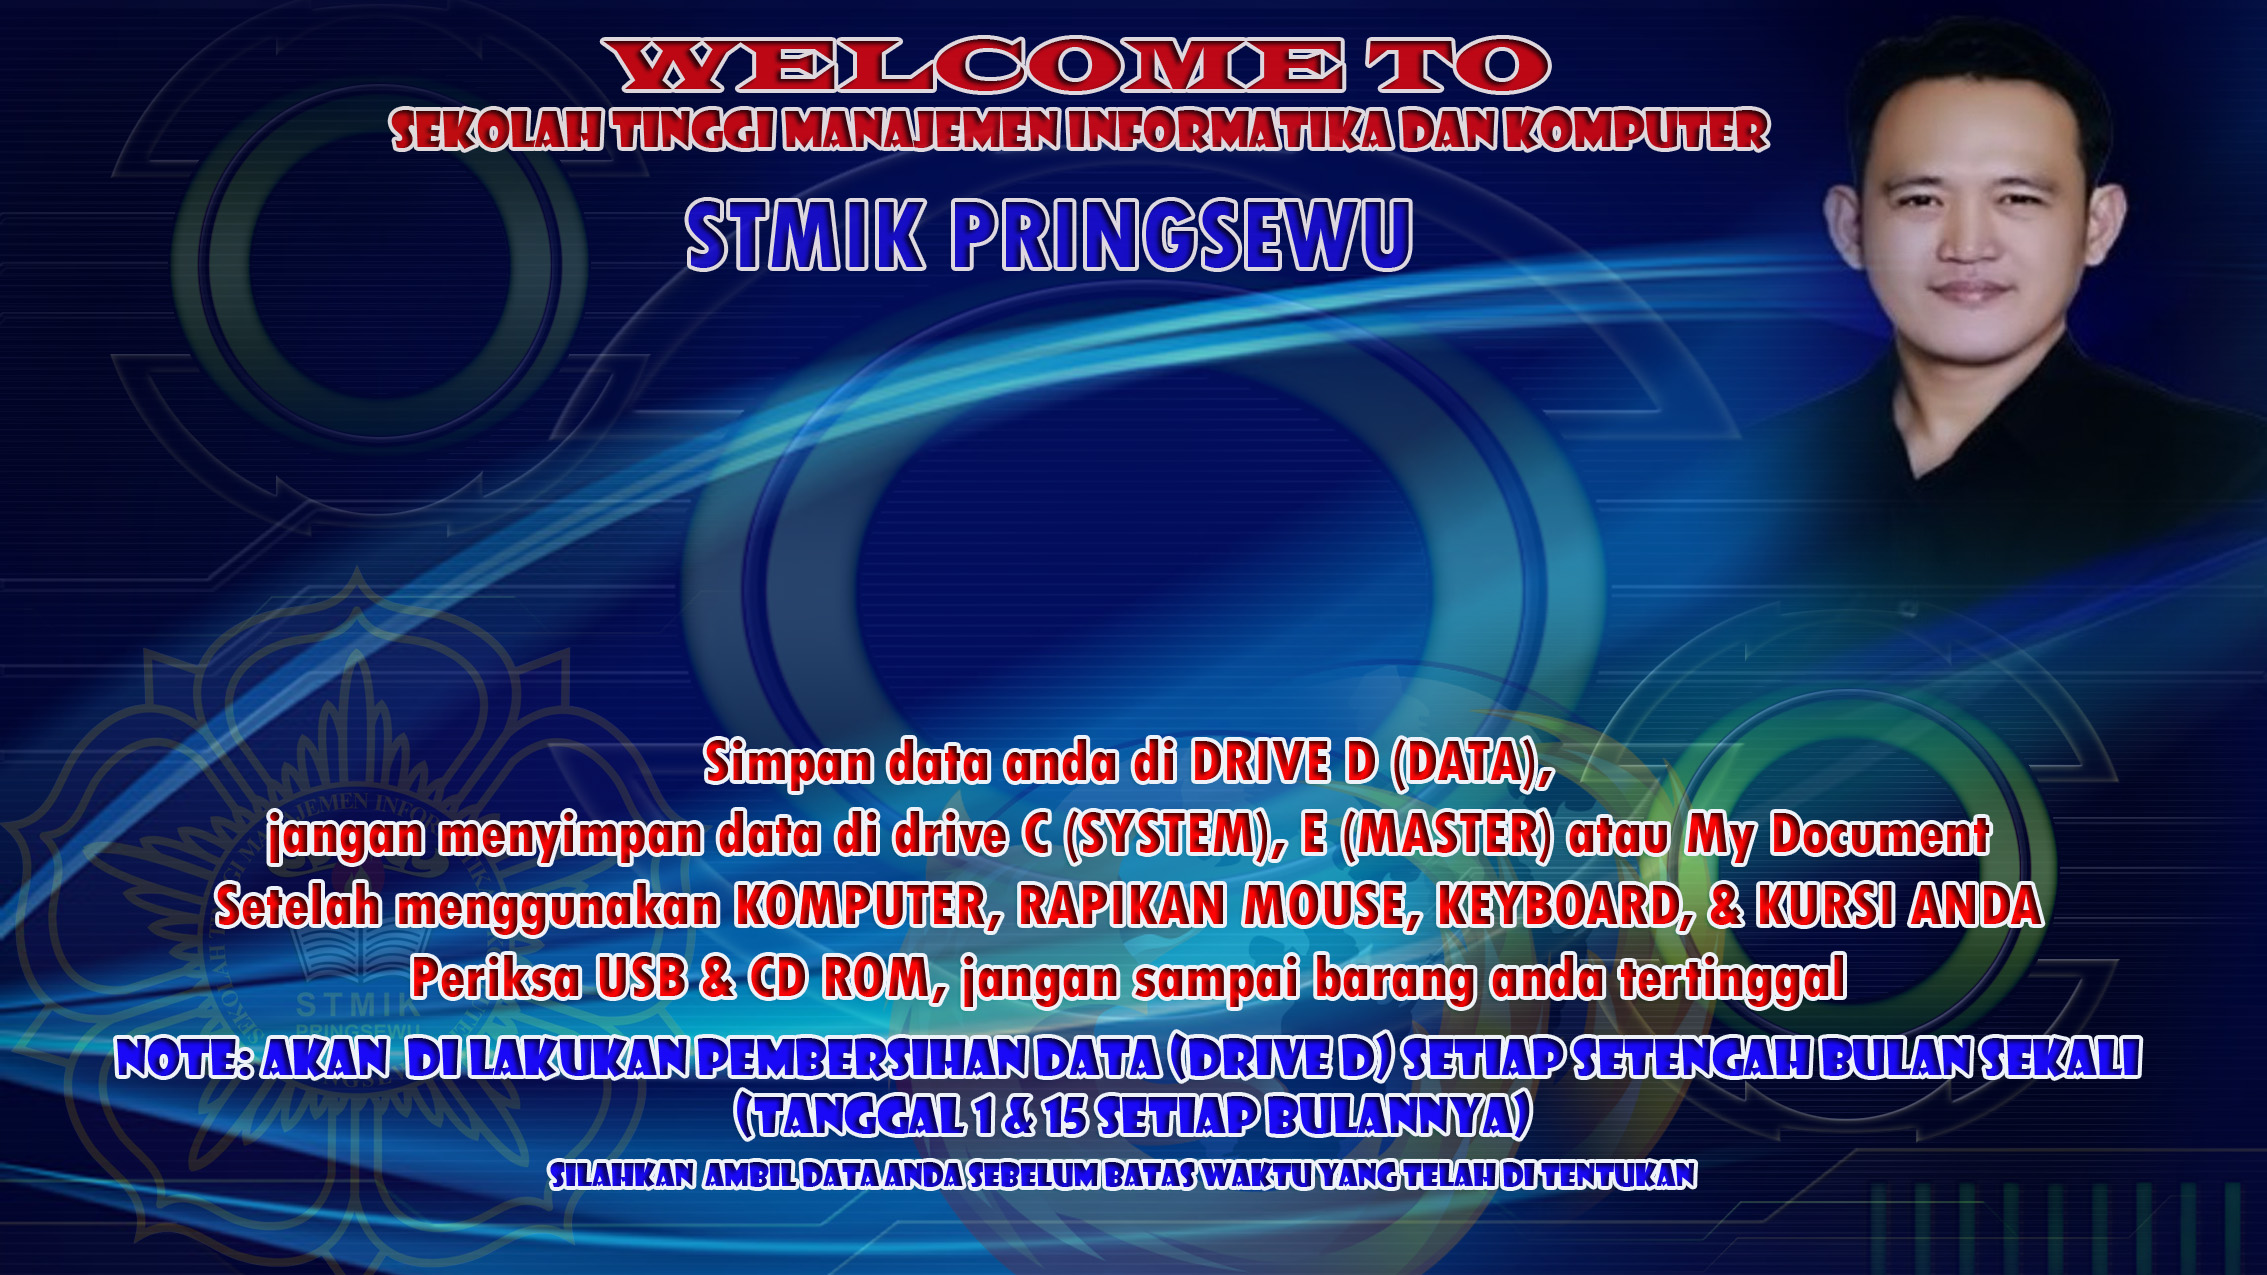 WELCOME TO
SEKOLAH TINGGI MANAJEMEN INFORMATIKA DAN KOMPUTER
STMIK PRINGSEWU
Simpan data anda di DRIVE D (DATA),
jangan menyimpan data di drive C (SYSTEM), E (MASTER) atau My Document
Setelah menggunakan KOMPUTER, RAPIKAN MOUSE, KEYBOARD, & KURSI ANDA
Periksa USB & CD ROM, jangan sampai barang anda tertinggal
STMIK
PRINGSEWU
NOTE: AKAN DI LAKUKAN PEMBERSIHAN DATA (DRIVE D) SETIAP SETENGAH BULAN SEKALI
(TANGGAL 1 & 15 SETIAP BULANNYA)
SILAHKAN AMBIL DATA ANDA SEBELUM BATAS WAKTU YANG TELAH DI TENTUKAN